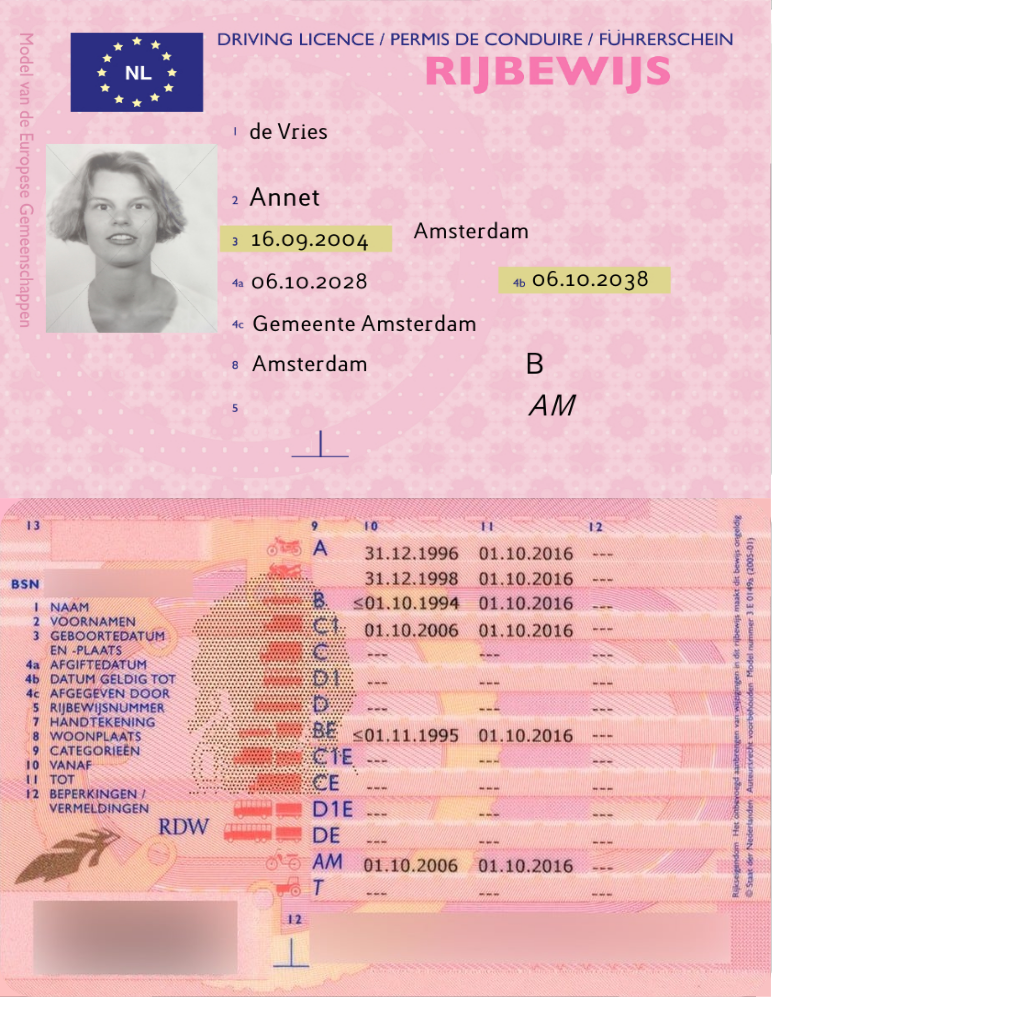 DRIVING LICENCE / PERMIS DE CONDUIRE / FÜHRERSCHEIN
RIJBEWIJS
NL
Model van de Europese Gemeenschappen
1 de Vries
2 Annet
3 16.09.2004 Amsterdam
4a 06.10.2028 4b 06.10.2038
4c Gemeente Amsterdam
8 Amsterdam B
AM
5
13 9 10 11 12
A 31.12.1996 01.10.2016 ---
31.12.1998 01.10.2016 ---
B ≤01.10.1994 01.10.2016 ---
C1 01.10.2006 01.10.2016 ---
C --- --- ---
D1 --- --- ---
D --- --- ---
BE ≤01.11.1995 01.10.2016 ---
C1E --- --- ---
CE --- --- ---
D1E --- --- ---
DE --- --- ---
AM 01.10.2006 01.10.2016 ---
T --- --- ---
BSN
1 NAAM
2 VOORNAMEN
3 GEBOORTEDATUM
EN -PLAATS
4a AFGIFTEDATUM
4b DATUM GELDIG TOT
4c AFGEGEVEN DOOR
5 RIJBEWIJSNUMMER
7 HANDTEKENING
8 WOONPLAATS
9 CATEGORIEËN
10 VANAF
11 TOT
12 BEPERKINGEN /
VERMELDINGEN
RDW
12
Rijkseigendom Het onbevoegd aanbrengen van wijzigingen in dit rijbewijs maakt dit bewijs ongeldig
© Staat der Nederlanden Auteursrecht voorbehouden Model nummer 3 E 0149a (2005-01)